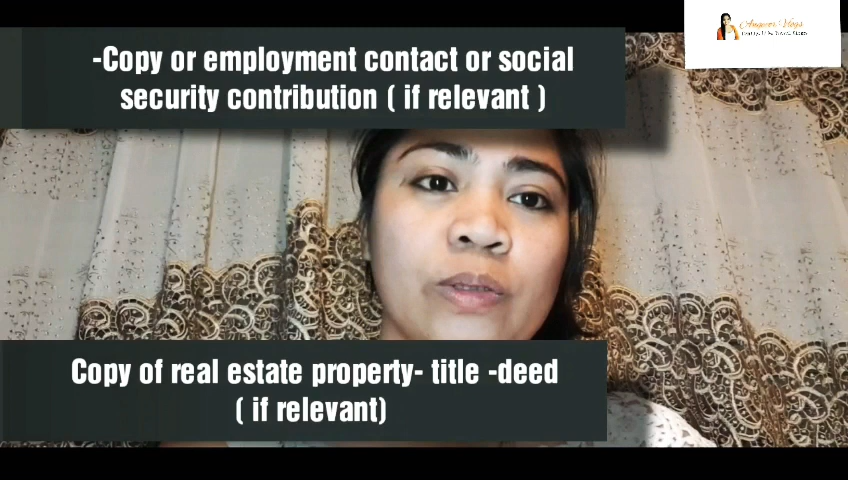 -Copy or employment contact or social
security contribution ( if relevant )
Copy of real estate property- title -deed
( if relevant)